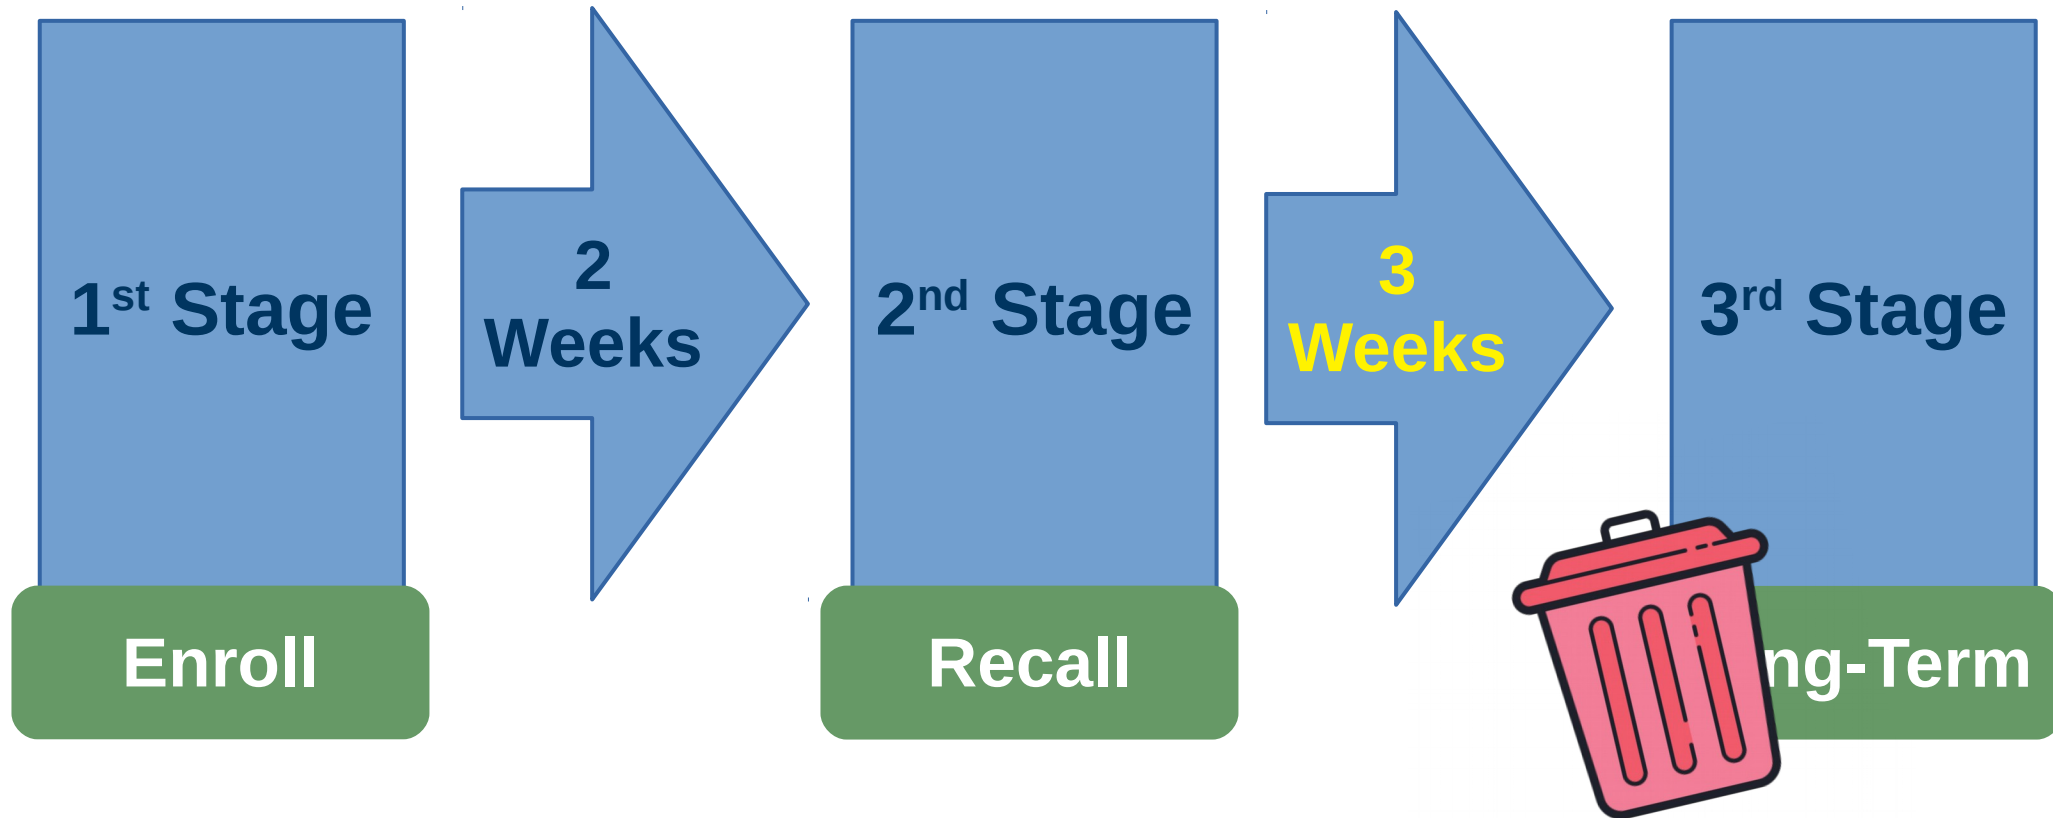 1st Stage
2
Weeks
2nd Stage
3
Weeks
3rd Stage
Enroll
Recall
ng-Term